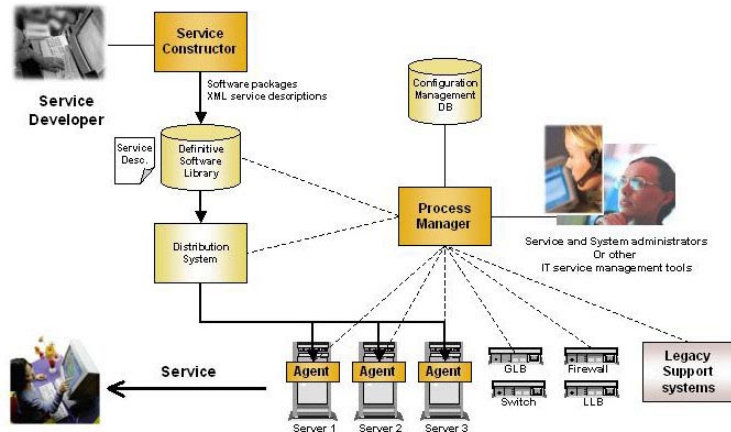 Service
Constructor
Service
Developer
Software packages
XML service descriptions
Configuration
Management
DB
Service
Desc.
Definitive
Software
Library
Distribution
System
Process
Manager
Service and System administrators
Or other
IT service management tools
Service
Agent
Agent
Agent
GLB
Firewall
Switch
LLB
Legacy
Support
systems
Server 1
Server 2
Server 3